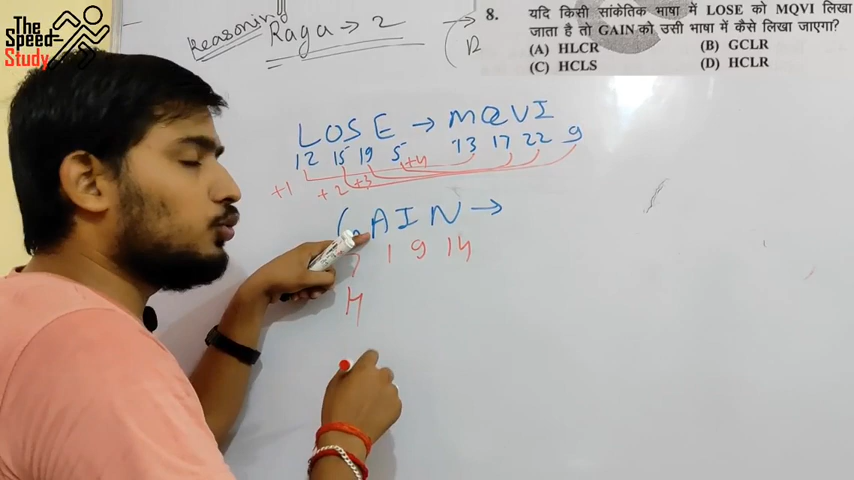 The
Speed
Study
Reasoning!!!
Raga → 2
8. यदि किसी सांकेतिक भाषा में LOSE को MQVI लिखा
जाता है तो GAIN को उसी भाषा में कैसे लिखा जाएगा?
(A) HLCR (B) GCLR
(C) HCLS (D) HCLR
LOSE → MQVI
12 15 19 5 13 17 22 9
+1 +2 +3 +4
GAIN →
7 1 9 14
H